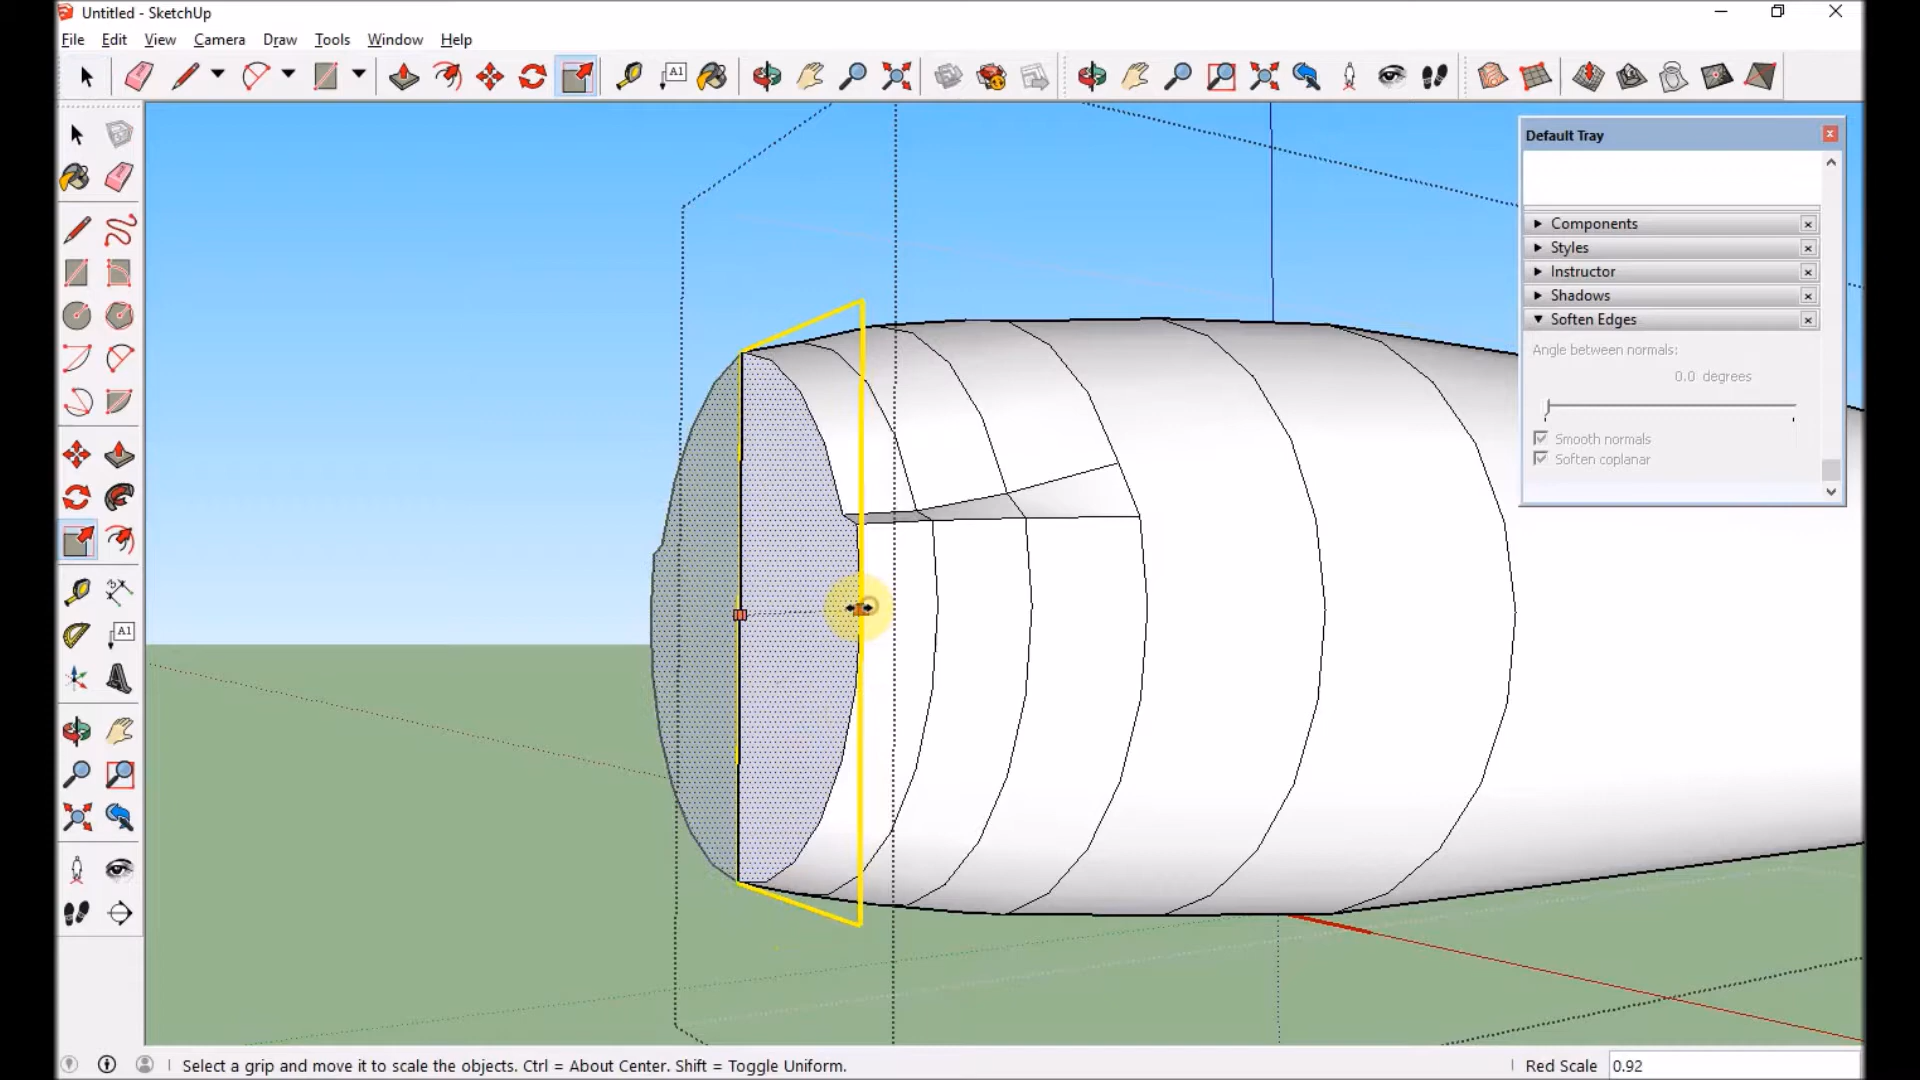 Untitled - SketchUp
File Edit View Camera Draw Tools Window Help
A1
Default Tray
Components
Styles
Instructor
Shadows
Soften Edges
Angle between normals:
0.0 degrees
Smooth normals
Soften coplanar
A1
Select a grip and move it to scale the objects. Ctrl = About Center. Shift = Toggle Uniform.
Red Scale 0.92